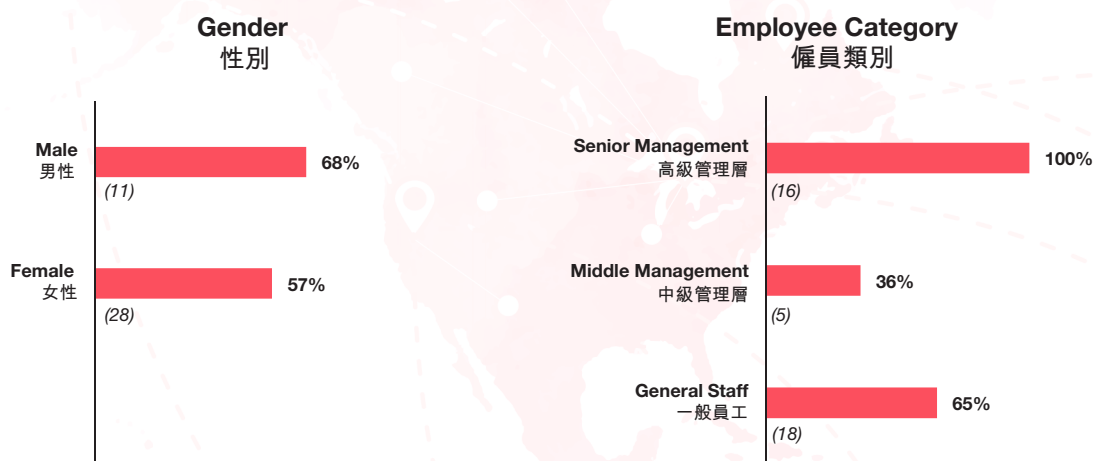 Gender
性別
Male
男性
68%
(11)
Female
女性
57%
(28)
Employee Category
僱員類別
Senior Management
高級管理層
100%
(16)
Middle Management
中級管理層
36%
(5)
General Staff
一般員工
65%
(18)